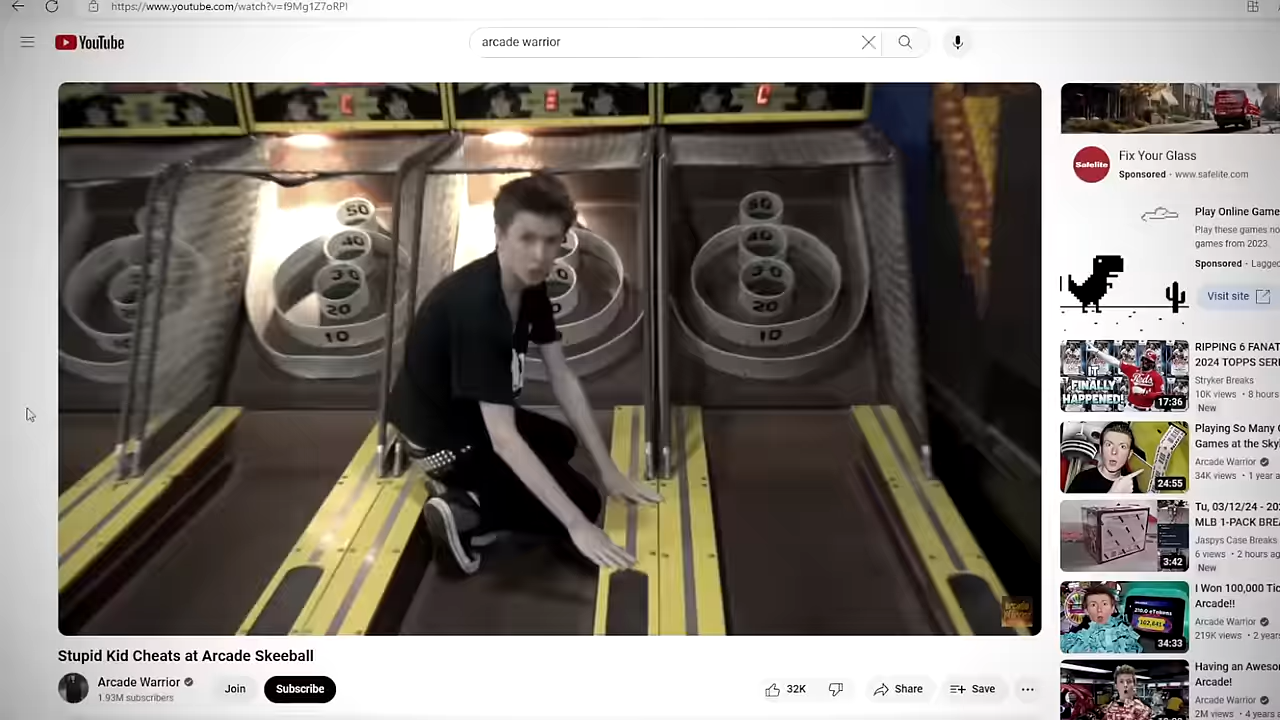 https://www.youtube.com/watch?v=f9Mg1Z7oRPI
YouTube
arcade warrior
50
40
30
20
10
50
40
30
20
10
Arcade
Warrior
Stupid Kid Cheats at Arcade Skeeball
Arcade Warrior
1.93M subscribers
Join
Subscribe
32K
Share
Save
Safelite
Fix Your Glass
Sponsored · www.safelite.com
Play Online Game
Play these games no
games from 2023.
Sponsored · Lagged
Visit site
IT
FINALLY
HAPPENED!
Reds
17:36
RIPPING 6 FANAT
2024 TOPPS SERI
Stryker Breaks
10K views · 8 hours
New
24:55
Playing So Many
Games at the Sky
Arcade Warrior
34K views · 1 year a
3:42
Tu, 03/12/24 - 20
MLB 1-PACK BRE
Jaspys Case Breaks
6 views · 2 hours ag
New
34:33
I Won 100,000 Tic
Arcade!!
Arcade Warrior
219K views · 2 years
Having an Aweso
Arcade!
Arcade Warrior
2M views · 4 years a